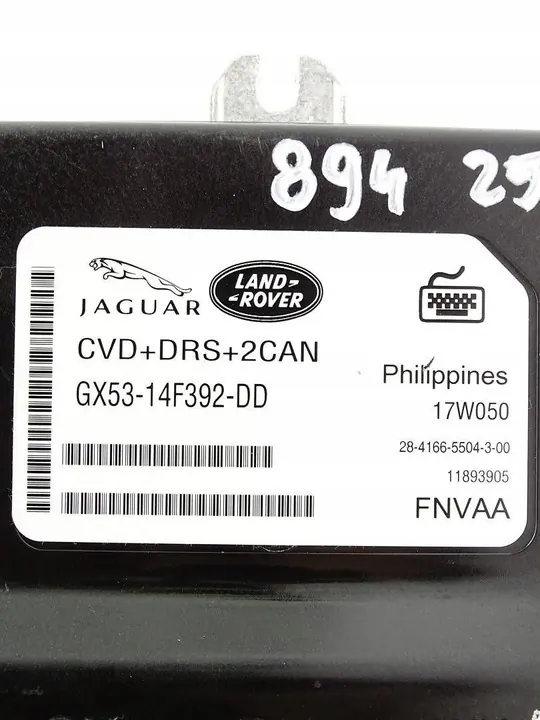 894 25
JAGUAR
LAND-
-ROVER
CVD+DRS+2CAN
GX53-14F392-DD
Philippines
17W050
28-4166-5504-3-00
11893905
FNVAA